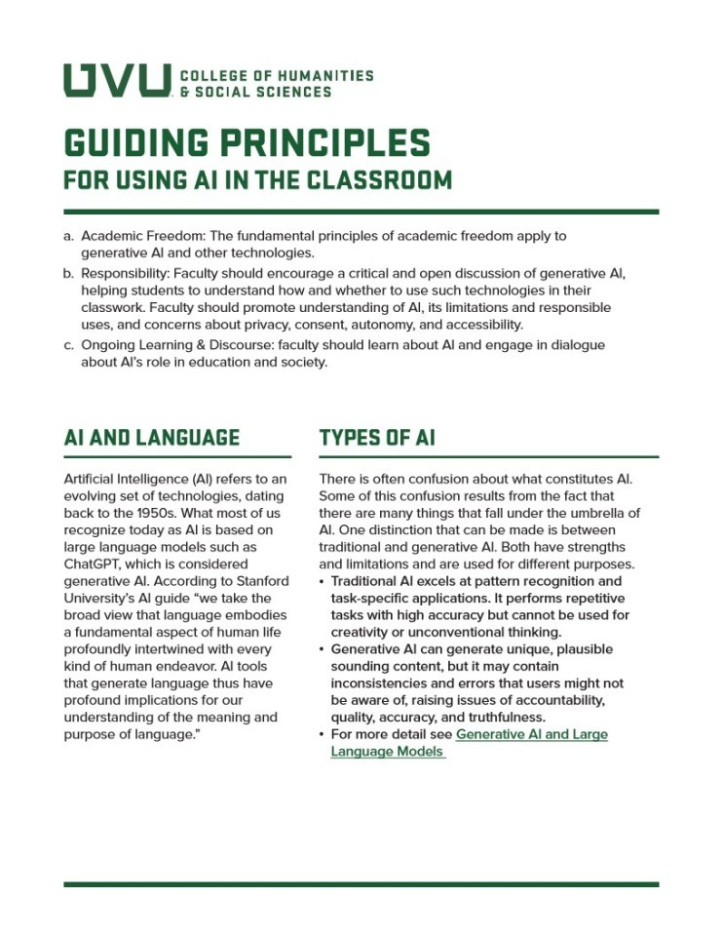 UVU COLLEGE OF HUMANITIES
& SOCIAL SCIENCES
GUIDING PRINCIPLES
FOR USING AI IN THE CLASSROOM
a. Academic Freedom: The fundamental principles of academic freedom apply to
generative AI and other technologies.
b. Responsibility: Faculty should encourage a critical and open discussion of generative AI,
helping students to understand how and whether to use such technologies in their
classwork. Faculty should promote understanding of AI, its limitations and responsible
uses, and concerns about privacy, consent, autonomy, and accessibility.
c. Ongoing Learning & Discourse: faculty should learn about AI and engage in dialogue
about AI's role in education and society.
AI AND LANGUAGE
Artificial Intelligence (AI) refers to an
evolving set of technologies, dating
back to the 1950s. What most of us
recognize today as AI is based on
large language models such as
ChatGPT, which is considered
generative AI. According to Stanford
University's AI guide “we take the
broad view that language embodies
a fundamental aspect of human life
profoundly intertwined with every
kind of human endeavor. AI tools
that generate language thus have
profound implications for our
understanding of the meaning and
purpose of language.”
TYPES OF AI
There is often confusion about what constitutes AI.
Some of this confusion results from the fact that
there are many things that fall under the umbrella of
AI. One distinction that can be made is between
traditional and generative AI. Both have strengths
and limitations and are used for different purposes.
• Traditional AI excels at pattern recognition and
task-specific applications. It performs repetitive
tasks with high accuracy but cannot be used for
creativity or unconventional thinking.
• Generative AI can generate unique, plausible
sounding content, but it may contain
inconsistencies and errors that users might not
be aware of, raising issues of accountability,
quality, accuracy, and truthfulness.
• For more detail see Generative AI and Large
Language Models